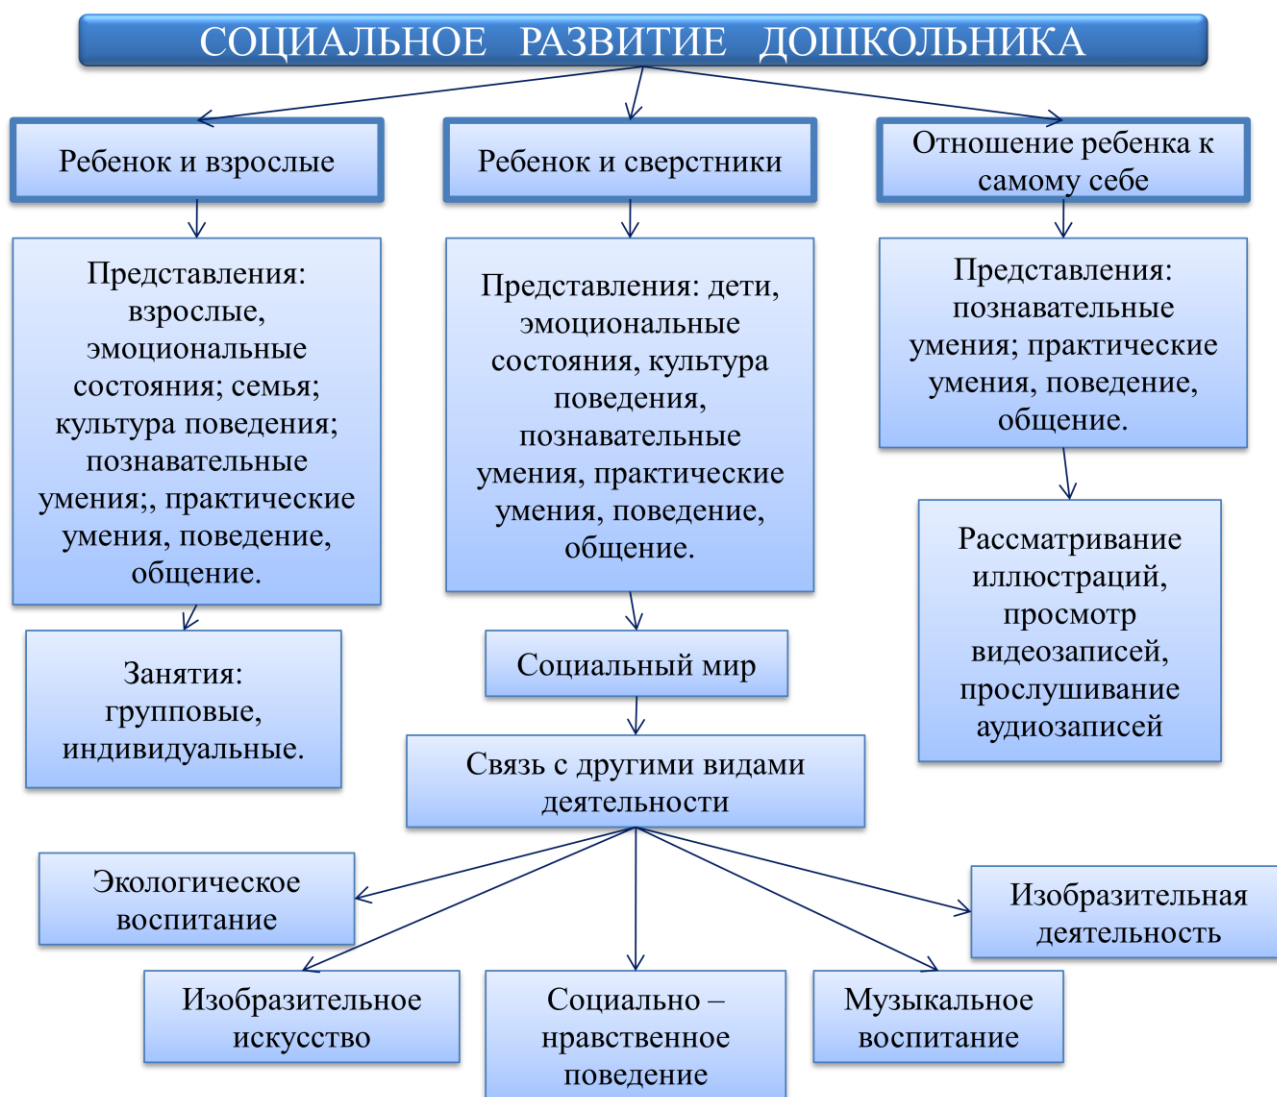 СОЦИАЛЬНОЕ РАЗВИТИЕ ДОШКОЛЬНИКА
Ребенок и взрослые
Ребенок и сверстники
Отношение ребенка к
самому себе
Представления:
взрослые,
эмоциональные
состояния; семья;
культура поведения;
познавательные
умения;, практические
умения, поведение,
общение.
Представления: дети,
эмоциональные
состояния, культура
поведения,
познавательные
умения, практические
умения, поведение,
общение.
Представления:
познавательные
умения; практические
умения, поведение,
общение.
Занятия:
групповые,
индивидуальные.
Социальный мир
Рассматривание
иллюстраций,
просмотр
видеозаписей,
прослушивание
аудиозаписей
Связь с другими видами
деятельности
Экологическое
воспитание
Изобразительное
искусство
Социально –
нравственное
поведение
Музыкальное
воспитание
Изобразительная
деятельность